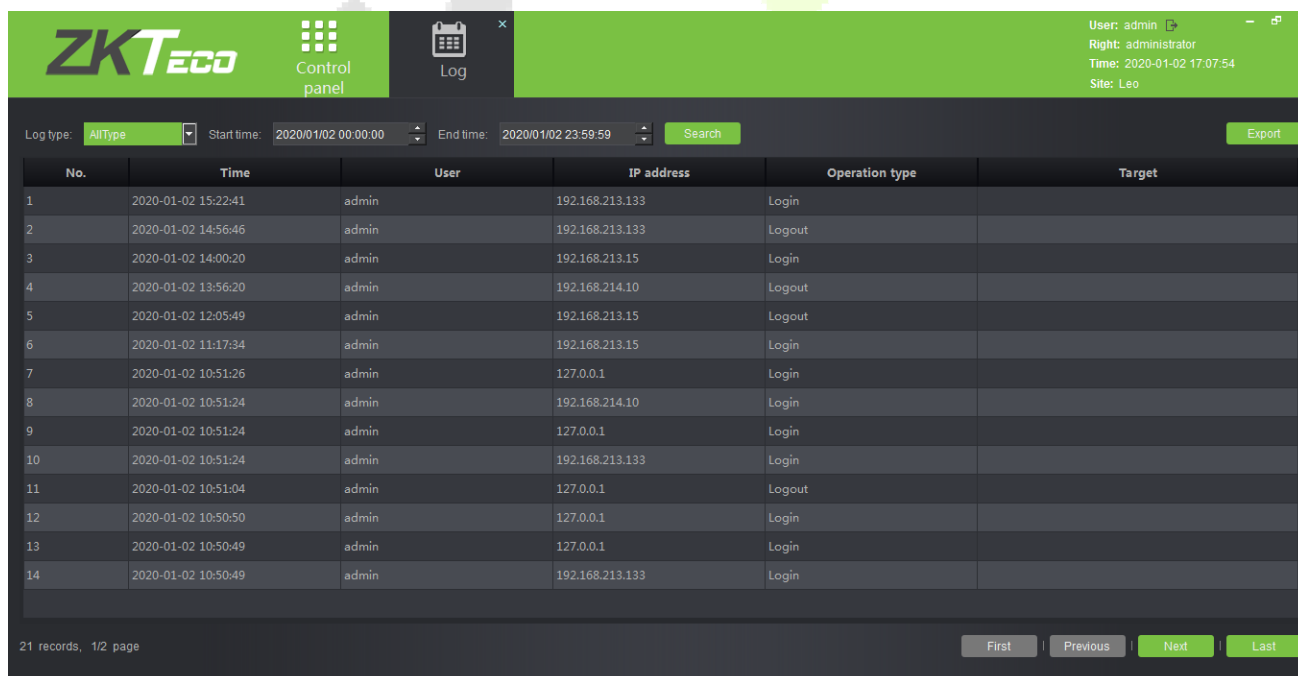 ZKTeco
Control
panel
Log
User: admin
Right: administrator
Time: 2020-01-02 17:07:54
Site: Leo
Log type: AllType Start time: 2020/01/02 00:00:00 End time: 2020/01/02 23:59:59 Search Export
No. Time User IP address Operation type Target
1 2020-01-02 15:22:41 admin 192.168.213.133 Login
2 2020-01-02 14:56:46 admin 192.168.213.133 Logout
3 2020-01-02 14:00:20 admin 192.168.213.15 Login
4 2020-01-02 13:56:20 admin 192.168.214.10 Logout
5 2020-01-02 12:05:49 admin 192.168.213.15 Logout
6 2020-01-02 11:17:34 admin 192.168.213.15 Login
7 2020-01-02 10:51:26 admin 127.0.0.1 Login
8 2020-01-02 10:51:24 admin 192.168.214.10 Login
9 2020-01-02 10:51:24 admin 127.0.0.1 Login
10 2020-01-02 10:51:24 admin 192.168.213.133 Login
11 2020-01-02 10:51:04 admin 127.0.0.1 Logout
12 2020-01-02 10:50:50 admin 127.0.0.1 Login
13 2020-01-02 10:50:49 admin 127.0.0.1 Login
14 2020-01-02 10:50:49 admin 192.168.213.133 Login
21 records, 1/2 page First Previous Next Last